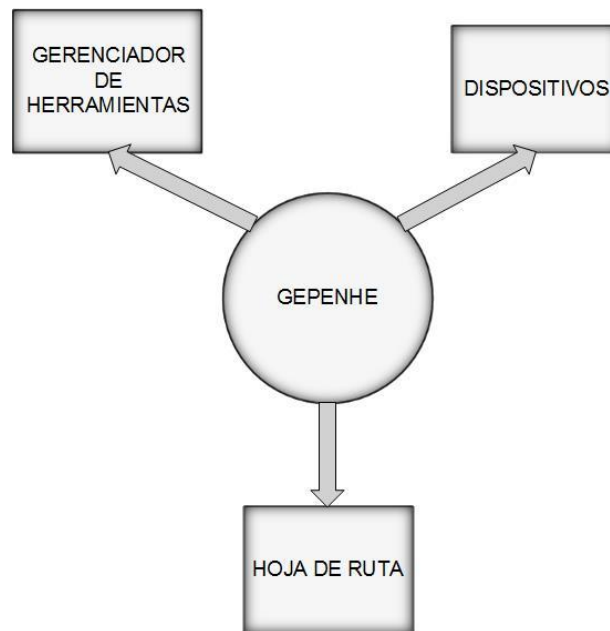 GERENCIADOR
DE
HERRAMIENTAS
DISPOSITIVOS
GEPENHE
HOJA DE RUTA